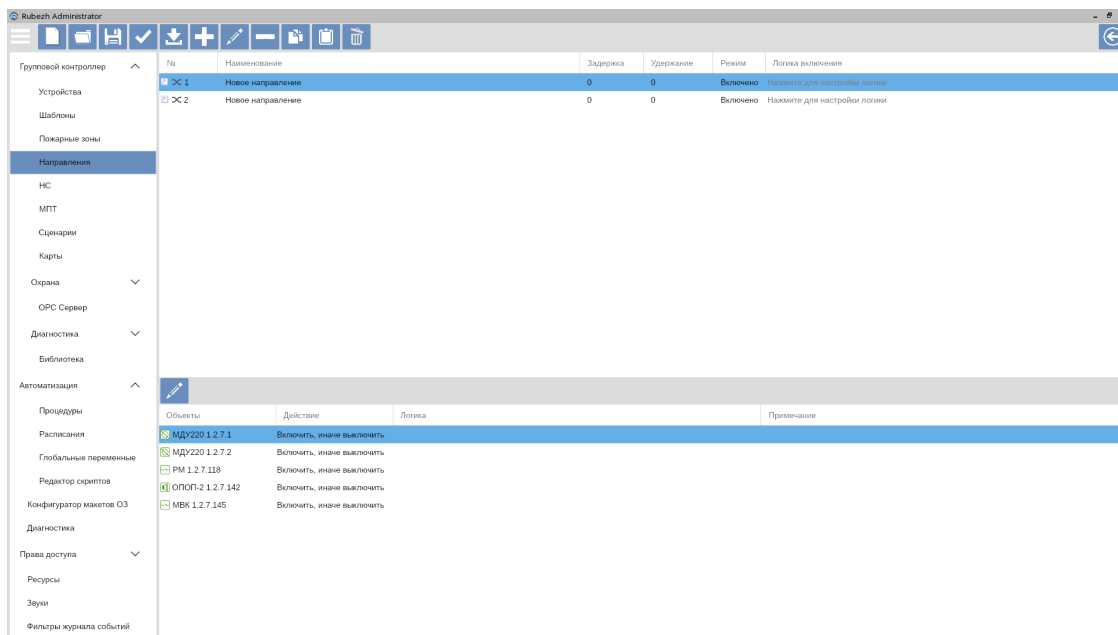 Rubezh Administrator
№ Наименование Задержка Удержание Режим Логика включения
1 Новое направление 0 0 Включено Нажмите для настройки логики
2 Новое направление 0 0 Включено Нажмите для настройки логики
Групповой контроллер
Устройства
Шаблоны
Пожарные зоны
Направления
НС
МПТ
Сценарии
Карты
Охрана
OPC Сервер
Диагностика
Библиотека
Автоматизация
Процедуры
Расписания
Глобальные переменные
Редактор скриптов
Конфигуратор макетов ОЗ
Диагностика
Права доступа
Ресурсы
Звуки
Фильтры журнала событий
Объекты Действие Логика Примечание
МДУ220 1.2.7.1 Включить, иначе выключить
МДУ220 1.2.7.2 Включить, иначе выключить
РМ 1.2.7.118 Включить, иначе выключить
ОПОП-2 1.2.7.142 Включить, иначе выключить
МВК 1.2.7.145 Включить, иначе выключить